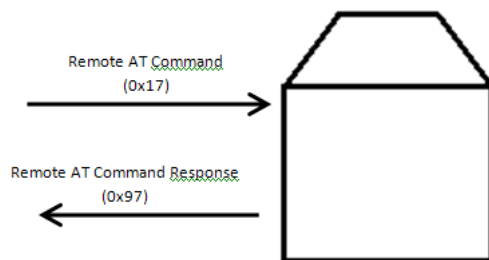 Remote AT Command
(0x17)
Remote AT Command Response
(0x97)